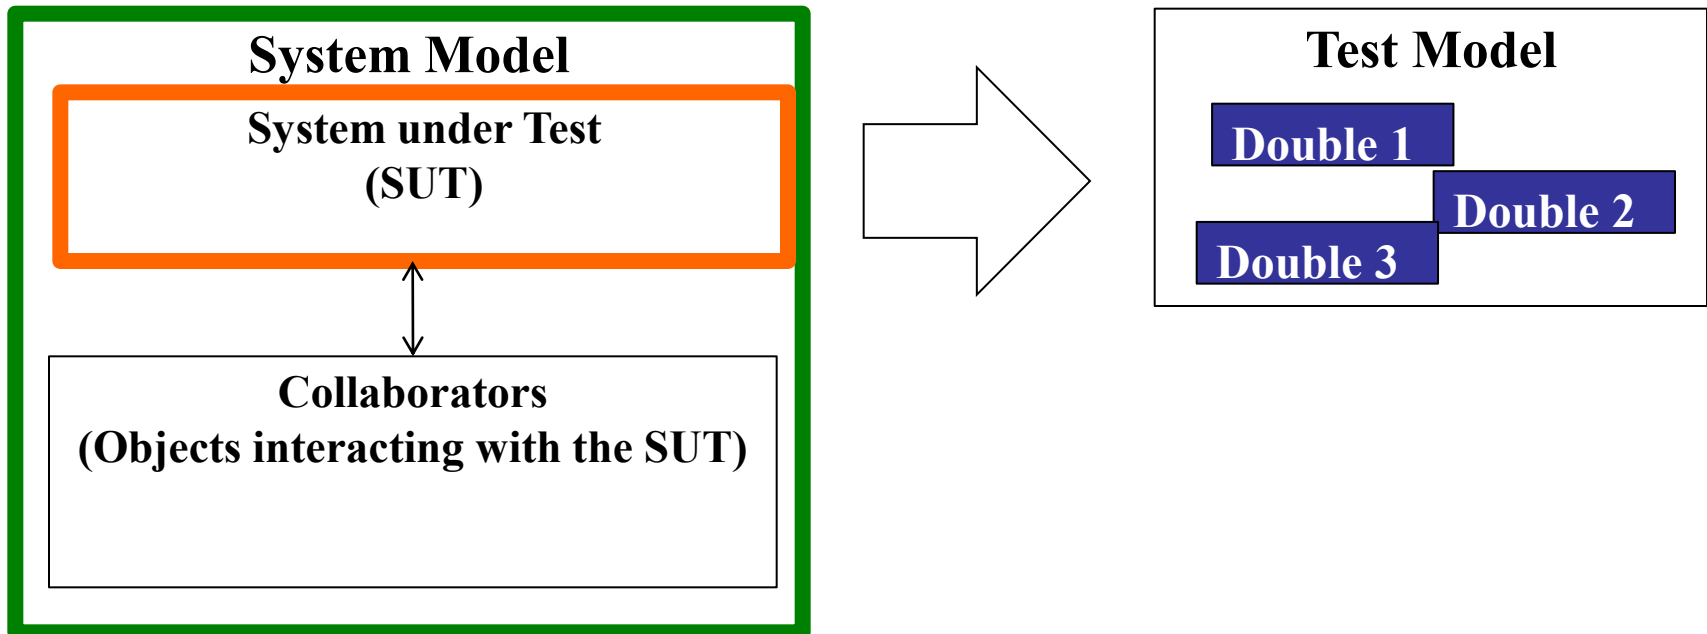 System Model
System under Test
(SUT)
Collaborators
(Objects interacting with the SUT)
Test Model
Double 1
Double 2
Double 3